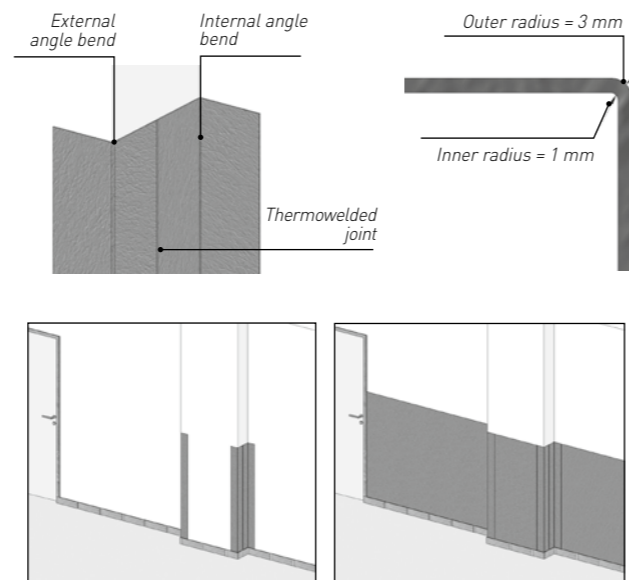 External
angle bend
Internal angle
bend
Thermowelded
joint
Outer radius = 3 mm
Inner radius = 1 mm